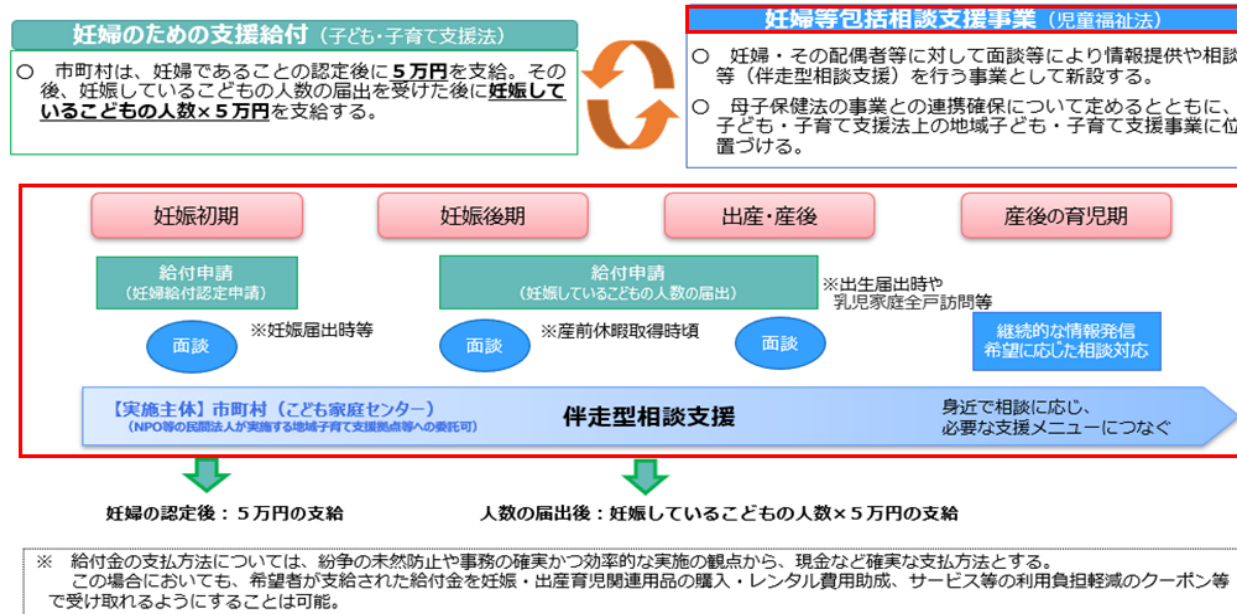 妊婦のための支援給付（子ども・子育て支援法）
○　市町村は、妊婦であることの認定後に５万円を支給。その
後、妊娠しているこどもの人数の届出を受けた後に妊娠して
いるこどもの人数×５万円を支給する。
妊婦等包括相談支援事業（児童福祉法）
○　妊婦・その配偶者等に対して面談等により情報提供や相談
等（伴走型相談支援）を行う事業として新設する。
○　母子保健法の事業との連携確保について定めるとともに、
子ども・子育て支援法上の地域子ども・子育て支援事業に位
置づける。
妊娠初期
妊娠後期
出産・産後
産後の育児期
給付申請
（妊婦給付認定申請）
給付申請
（妊娠しているこどもの人数の届出）
※出生届出時や
乳児家庭全戸訪問等
面談
※妊娠届出時等
面談
※産前休暇取得時頃
面談
継続的な情報発信
希望に応じた相談対応
【実施主体】市町村（こども家庭センター）
（NPO等の民間法人が実施する地域子育て支援拠点等への委託可）
伴走型相談支援
身近で相談に応じ、
必要な支援メニューにつなぐ
妊婦の認定後：５万円の支給
人数の届出後：妊娠しているこどもの人数×５万円の支給
※　給付金の支払方法については、紛争の未然防止や事務の確実かつ効率的な実施の観点から、現金など確実な支払方法とする。
この場合においても、希望者が支給された給付金を妊娠・出産育児関連用品の購入・レンタル費用助成、サービス等の利用負担軽減のクーポン等
で受け取れるようにすることは可能。